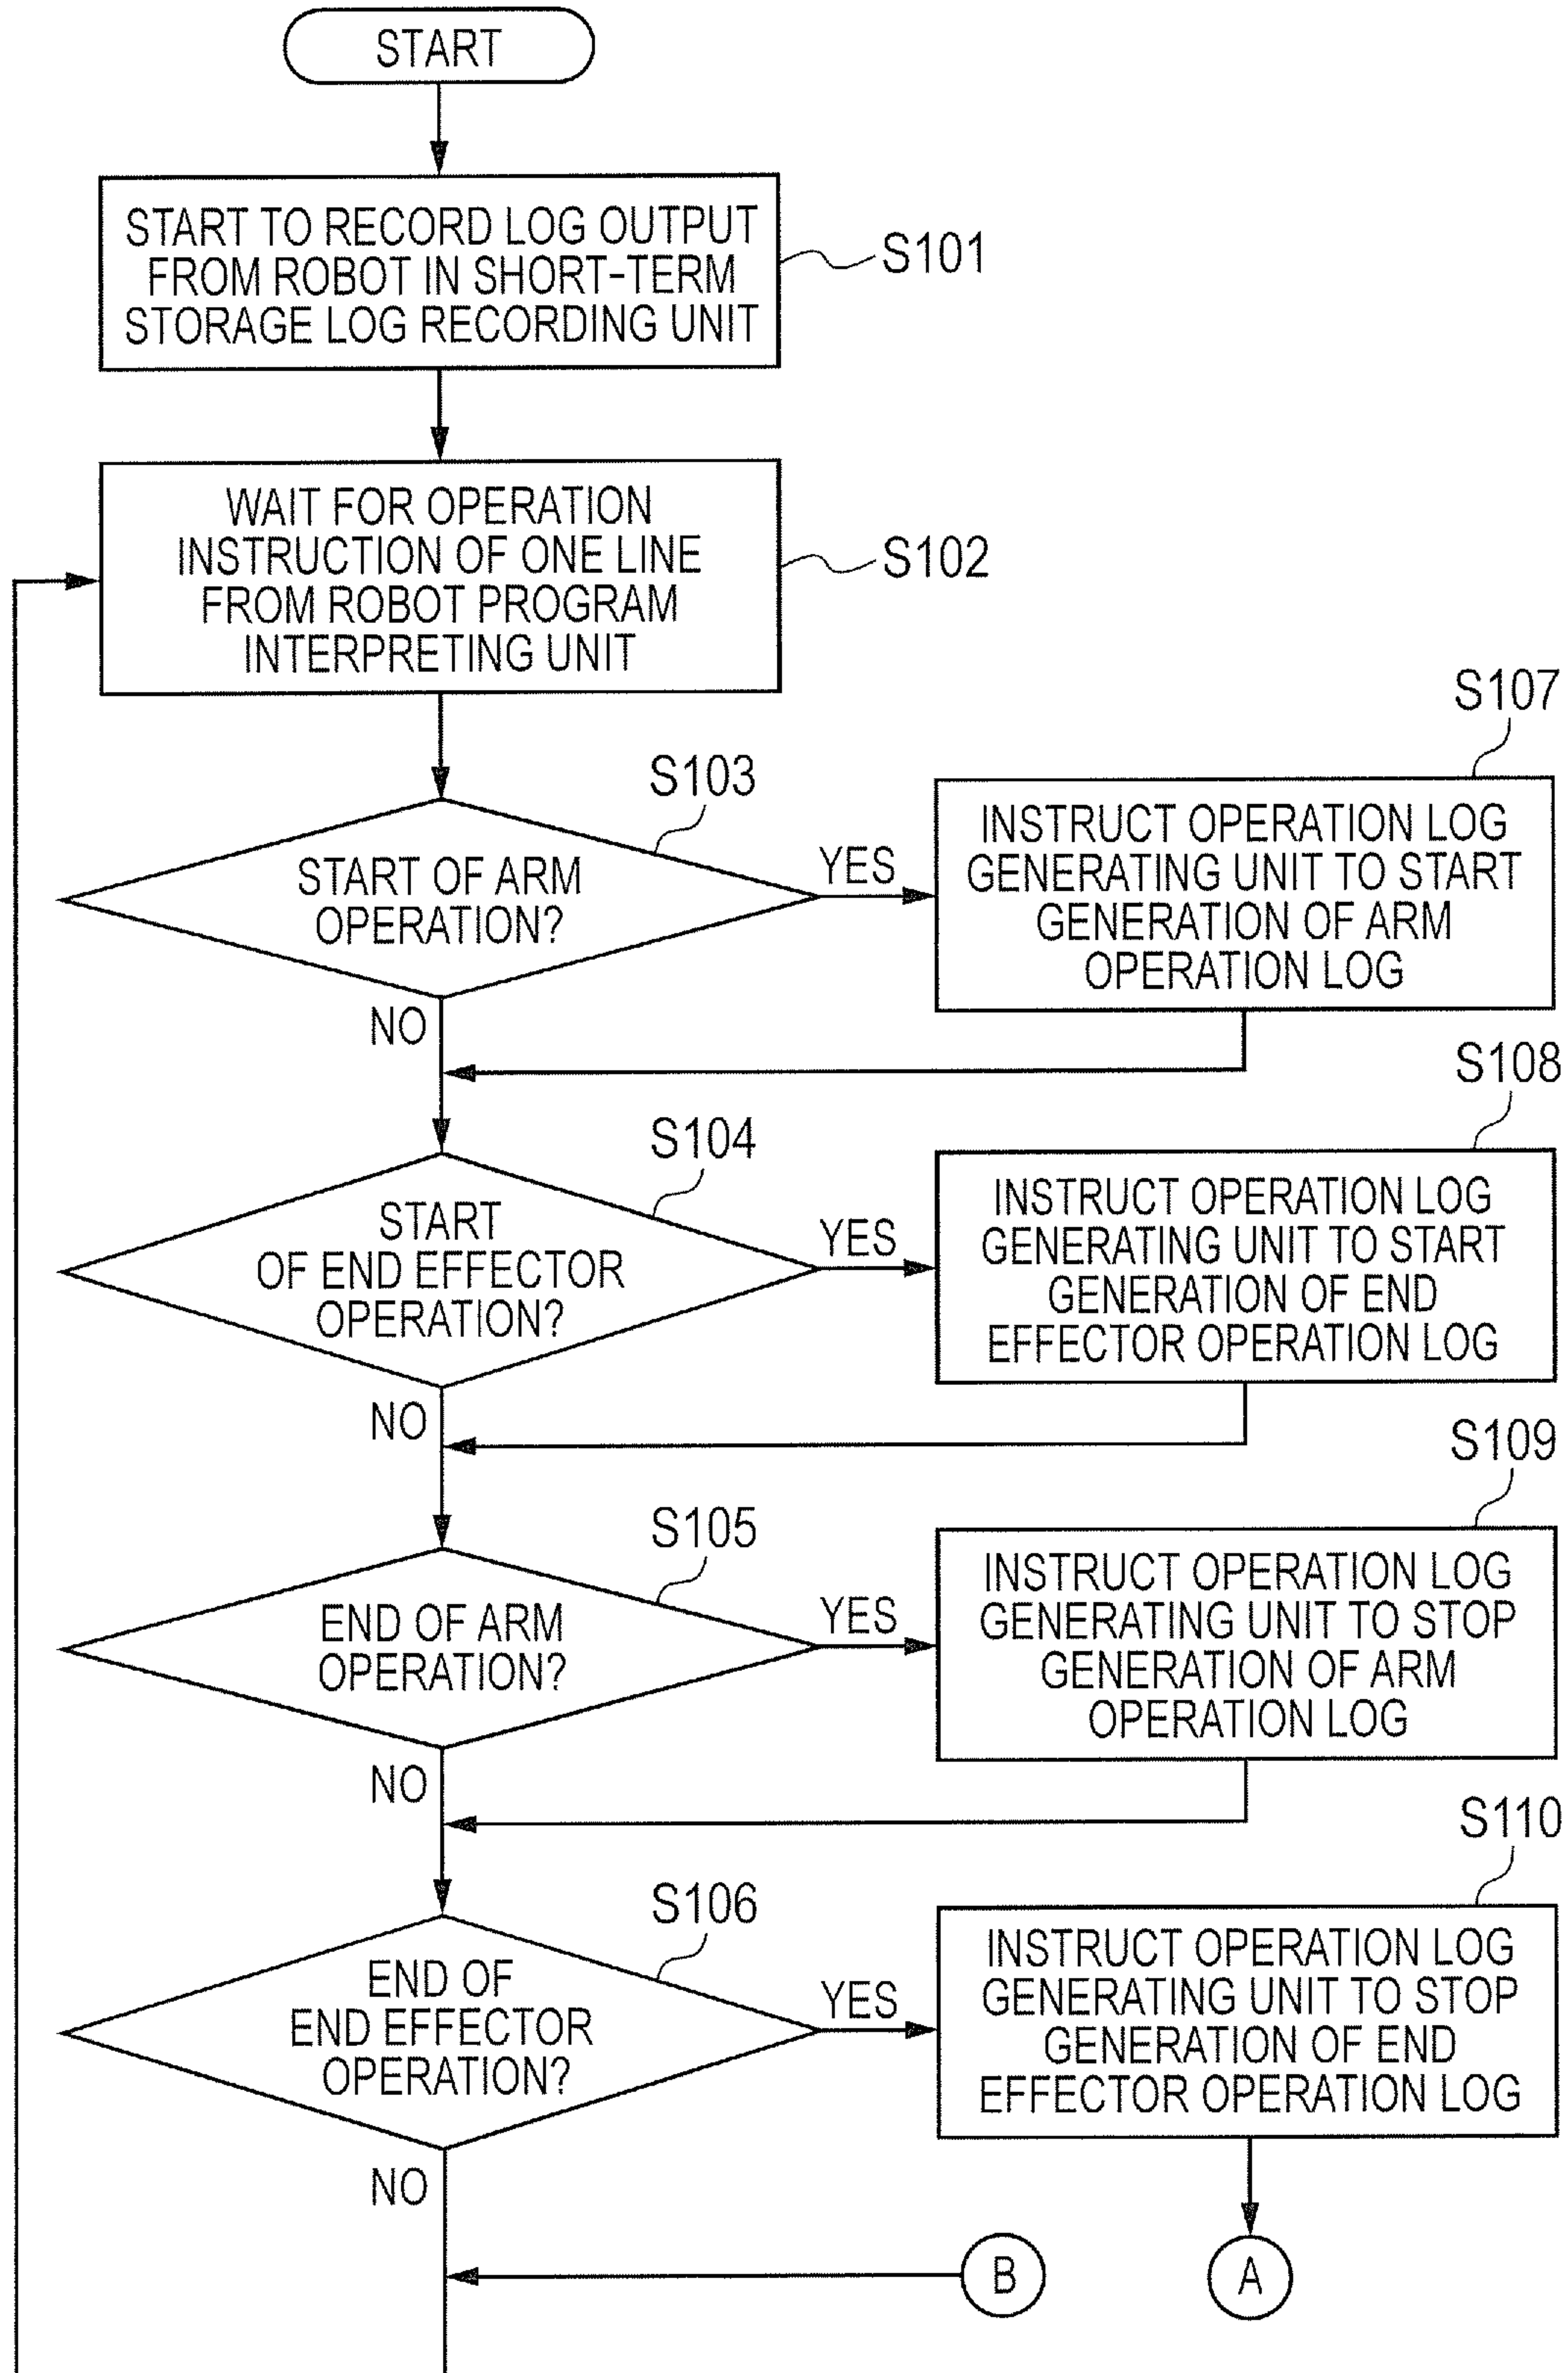 START
START TO RECORD LOG OUTPUT
FROM ROBOT IN SHORT-TERM
STORAGE LOG RECORDING UNIT
S101
WAIT FOR OPERATION
INSTRUCTION OF ONE LINE
FROM ROBOT PROGRAM
INTERPRETING UNIT
S102
S103
START OF ARM
OPERATION?
YES
NO
S107
INSTRUCT OPERATION LOG
GENERATING UNIT TO START
GENERATION OF ARM
OPERATION LOG
S104
START
OF END EFFECTOR
OPERATION?
YES
NO
S108
INSTRUCT OPERATION LOG
GENERATING UNIT TO START
GENERATION OF END
EFFECTOR OPERATION LOG
S105
END OF ARM
OPERATION?
YES
NO
S109
INSTRUCT OPERATION LOG
GENERATING UNIT TO STOP
GENERATION OF ARM
OPERATION LOG
S106
END OF
END EFFECTOR
OPERATION?
YES
NO
S110
INSTRUCT OPERATION LOG
GENERATING UNIT TO STOP
GENERATION OF END
EFFECTOR OPERATION LOG
B
A